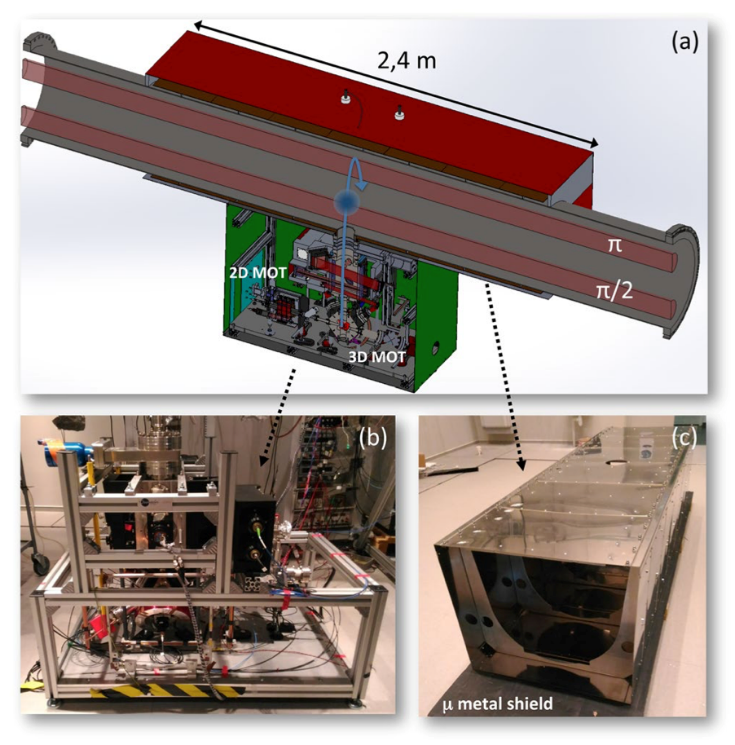 (a)
2,4 m
π
π/2
2D MOT
3D MOT
(b)
(c)
μ metal shield